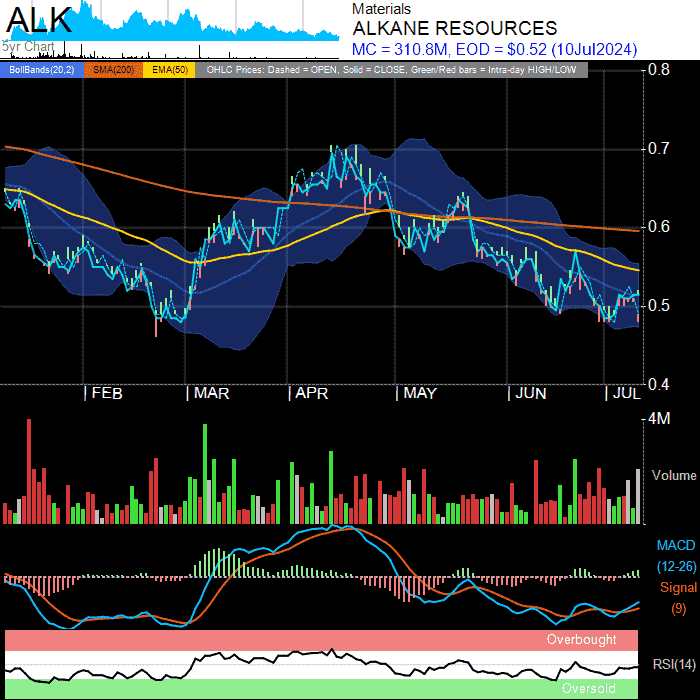 ALK
5yr Chart
Materials
ALKANE RESOURCES
MC = 310.8M, EOD = $0.52 (10Jul2024)
BollBands(20,2) SMA(200) EMA(50) OHLC Prices: Dashed = OPEN, Solid = CLOSE, Green/Red bars = Intra-day HIGH/LOW
0.8
0.7
0.6
0.5
0.4
FEB MAR APR MAY JUN JUL
4M
Volume
MACD
(12-26)
Signal
(9)
Overbought
RSI(14)
Oversold